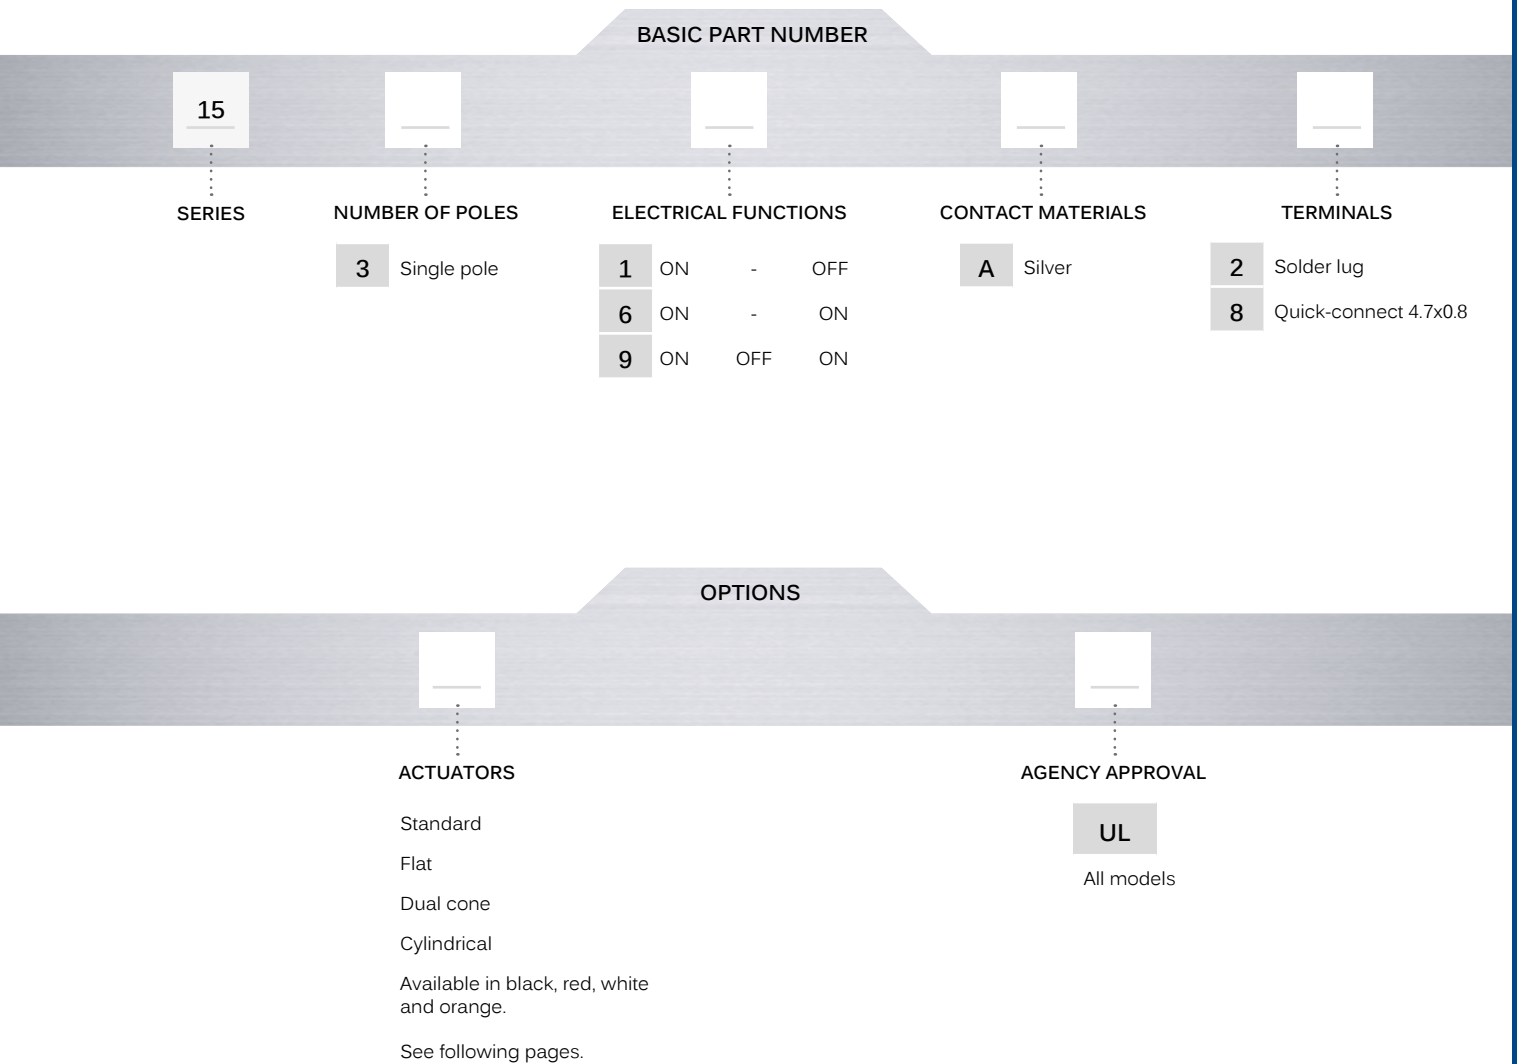 BASIC PART NUMBER
15
SERIES
NUMBER OF POLES
3 Single pole
ELECTRICAL FUNCTIONS
1 ON - OFF
6 ON - ON
9 ON OFF ON
CONTACT MATERIALS
A Silver
TERMINALS
2 Solder lug
8 Quick-connect 4.7x0.8
OPTIONS
ACTUATORS
Standard
Flat
Dual cone
Cylindrical
Available in black, red, white
and orange.
See following pages.
AGENCY APPROVAL
UL
All models